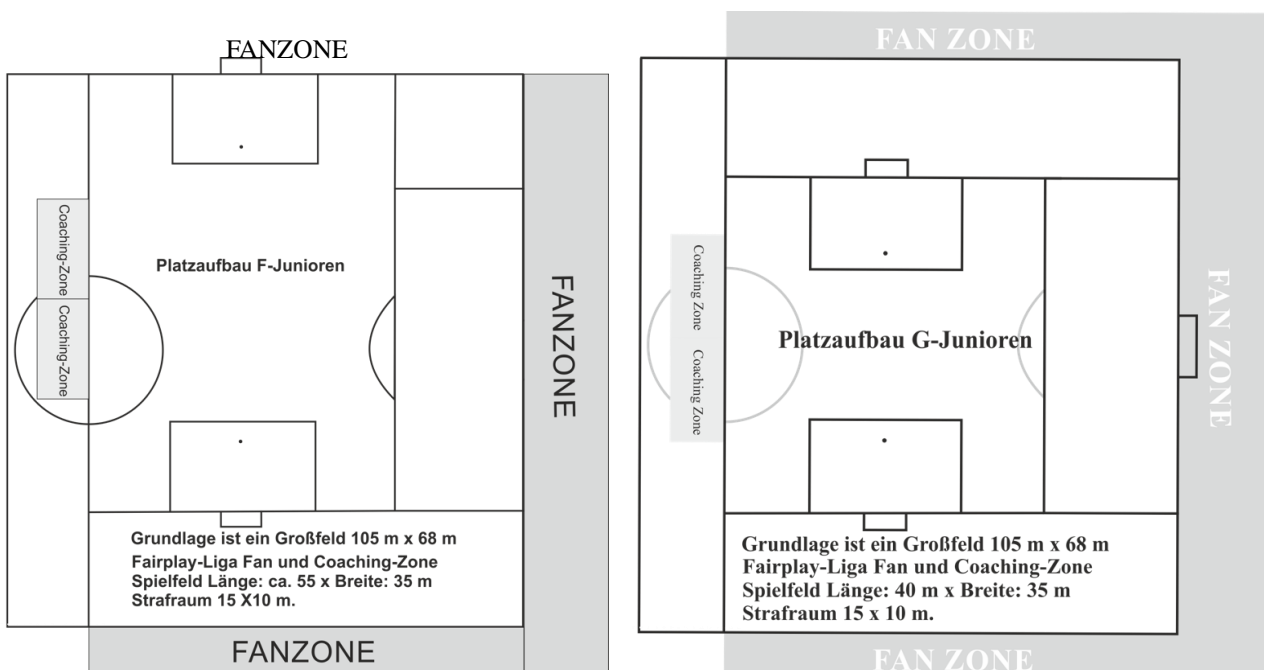 FANZONE
Coaching-Zone
Coaching-Zone
Platzaufbau F-Junioren
FANZONE
Grundlage ist ein Großfeld 105 m x 68 m
Fairplay-Liga Fan und Coaching-Zone
Spielfeld Länge: ca. 55 x Breite: 35 m
Strafraum 15 X10 m.
FANZONE
FAN ZONE
Coaching Zone
Coaching Zone
Platzaufbau G-Junioren
FAN ZONE
Grundlage ist ein Großfeld 105 m x 68 m
Fairplay-Liga Fan und Coaching-Zone
Spielfeld Länge: 40 m x Breite: 35 m
Strafraum 15 x 10 m.
FAN ZONE